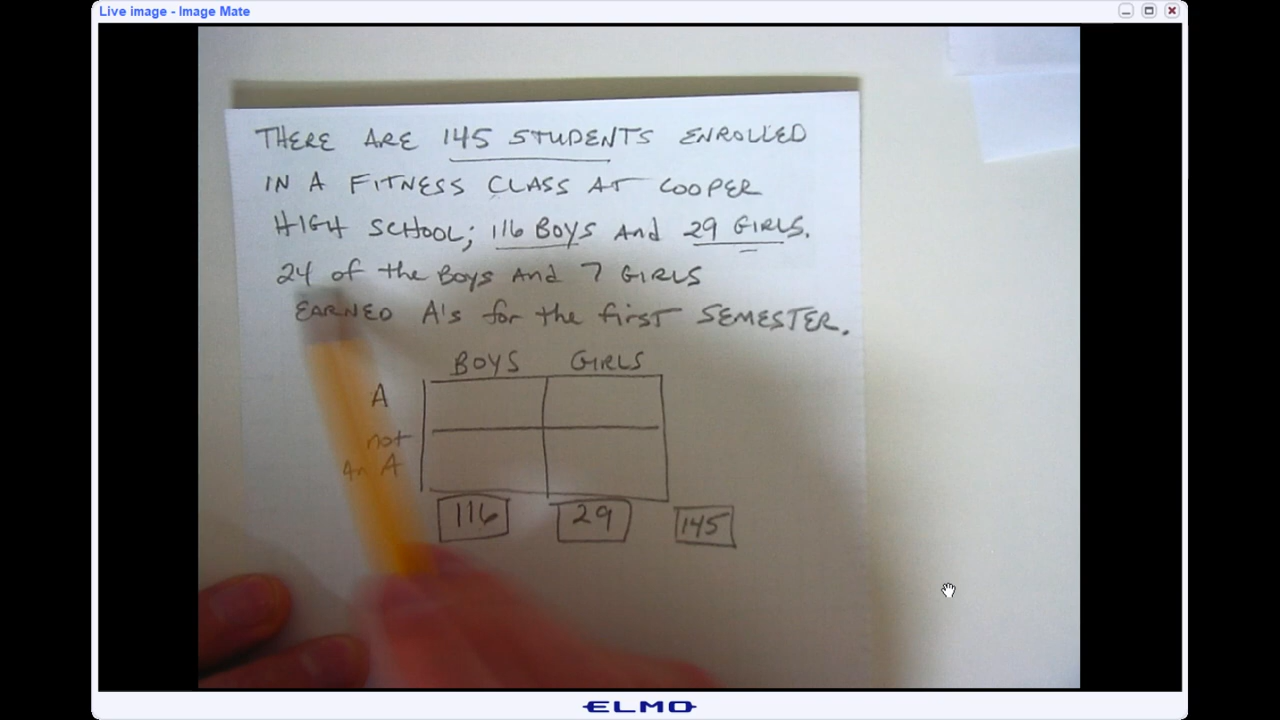 Live image - Image Mate
THERE ARE 145 STUDENTS ENROLLED
IN A FITNESS CLASS AT COOPER
HIGH SCHOOL; 116 BOYS AND 29 GIRLS.
24 of the BOYS AND 7 GIRLS
EARNED A's for the first SEMESTER.
BOYS GIRLS
A
not
An A
116 29 145
ELMO